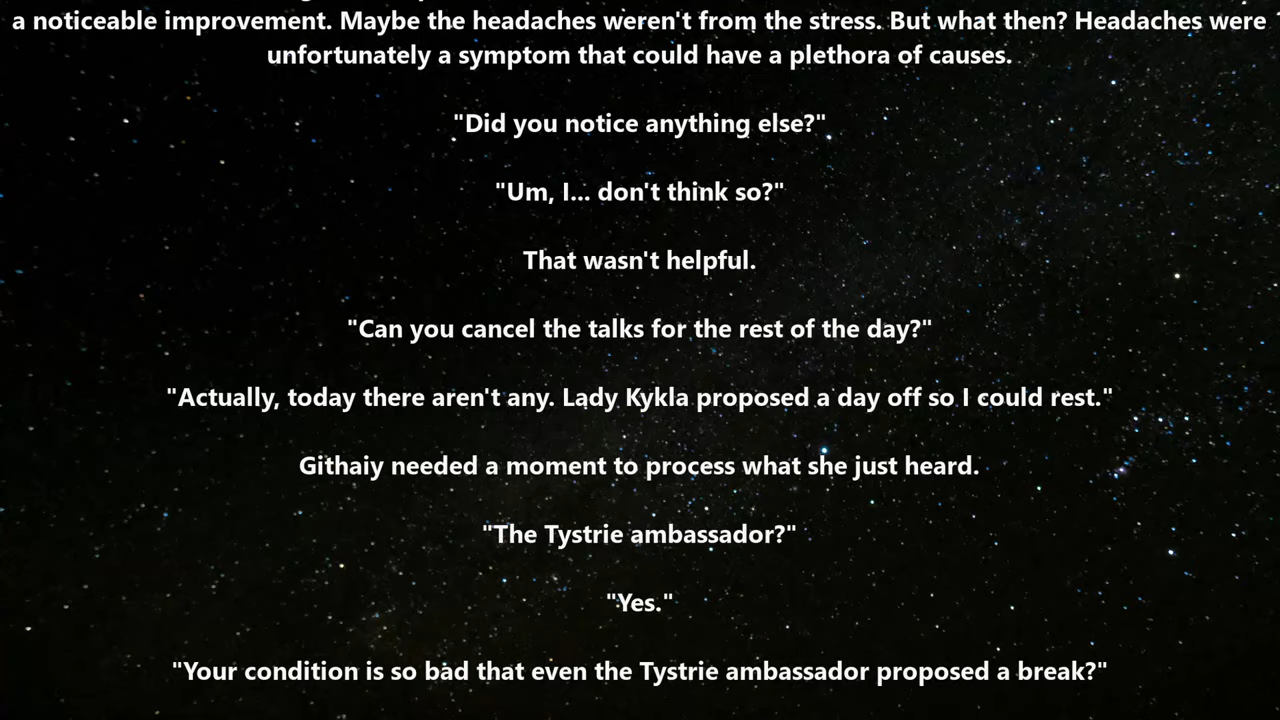 a noticeable improvement. Maybe the headaches weren't from the stress. But what then? Headaches were
unfortunately a symptom that could have a plethora of causes.
"Did you notice anything else?"
"Um, I... don't think so?"
That wasn't helpful.
"Can you cancel the talks for the rest of the day?"
"Actually, today there aren't any. Lady Kykla proposed a day off so I could rest."
Githaiy needed a moment to process what she just heard.
"The Tystrie ambassador?"
"Yes."
"Your condition is so bad that even the Tystrie ambassador proposed a break?"